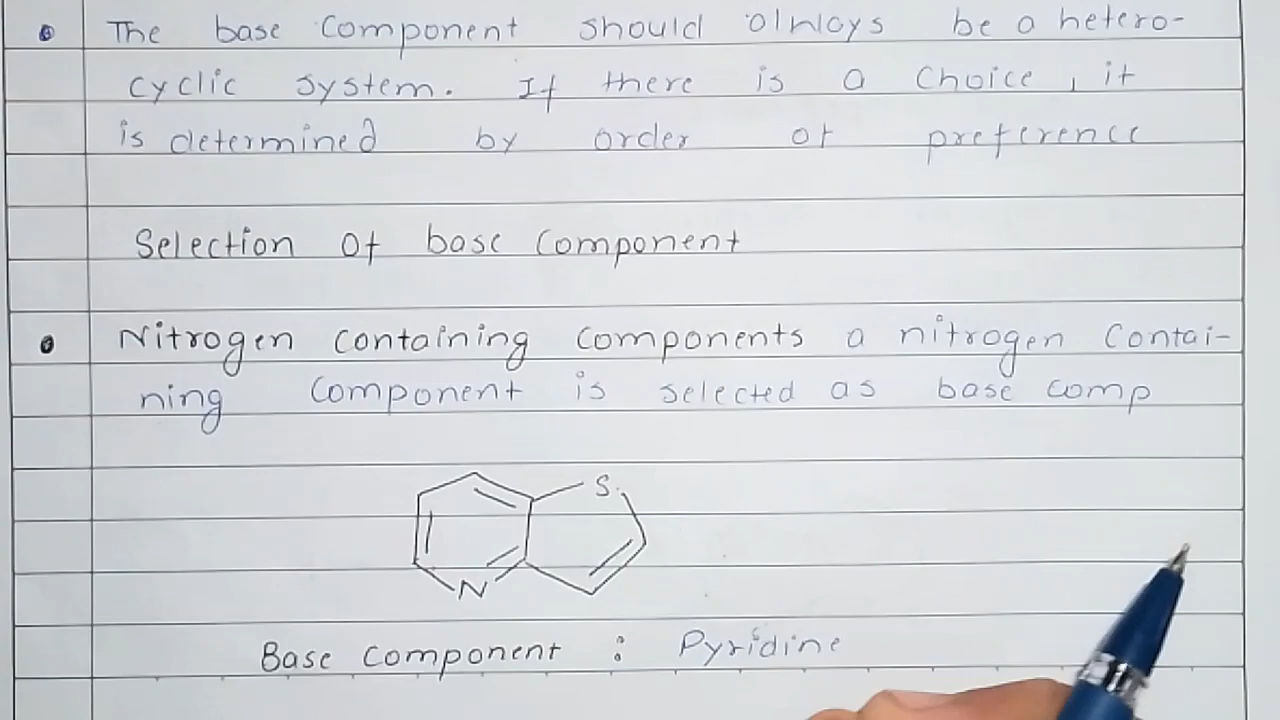 The base component should always be a hetero-
cyclic system. If there is a choice, it
is determined by order of preference
Selection of base component
Nitrogen containing components a nitrogen contai-
ning component is selected as base comp
S
N
Base component : Pyridine